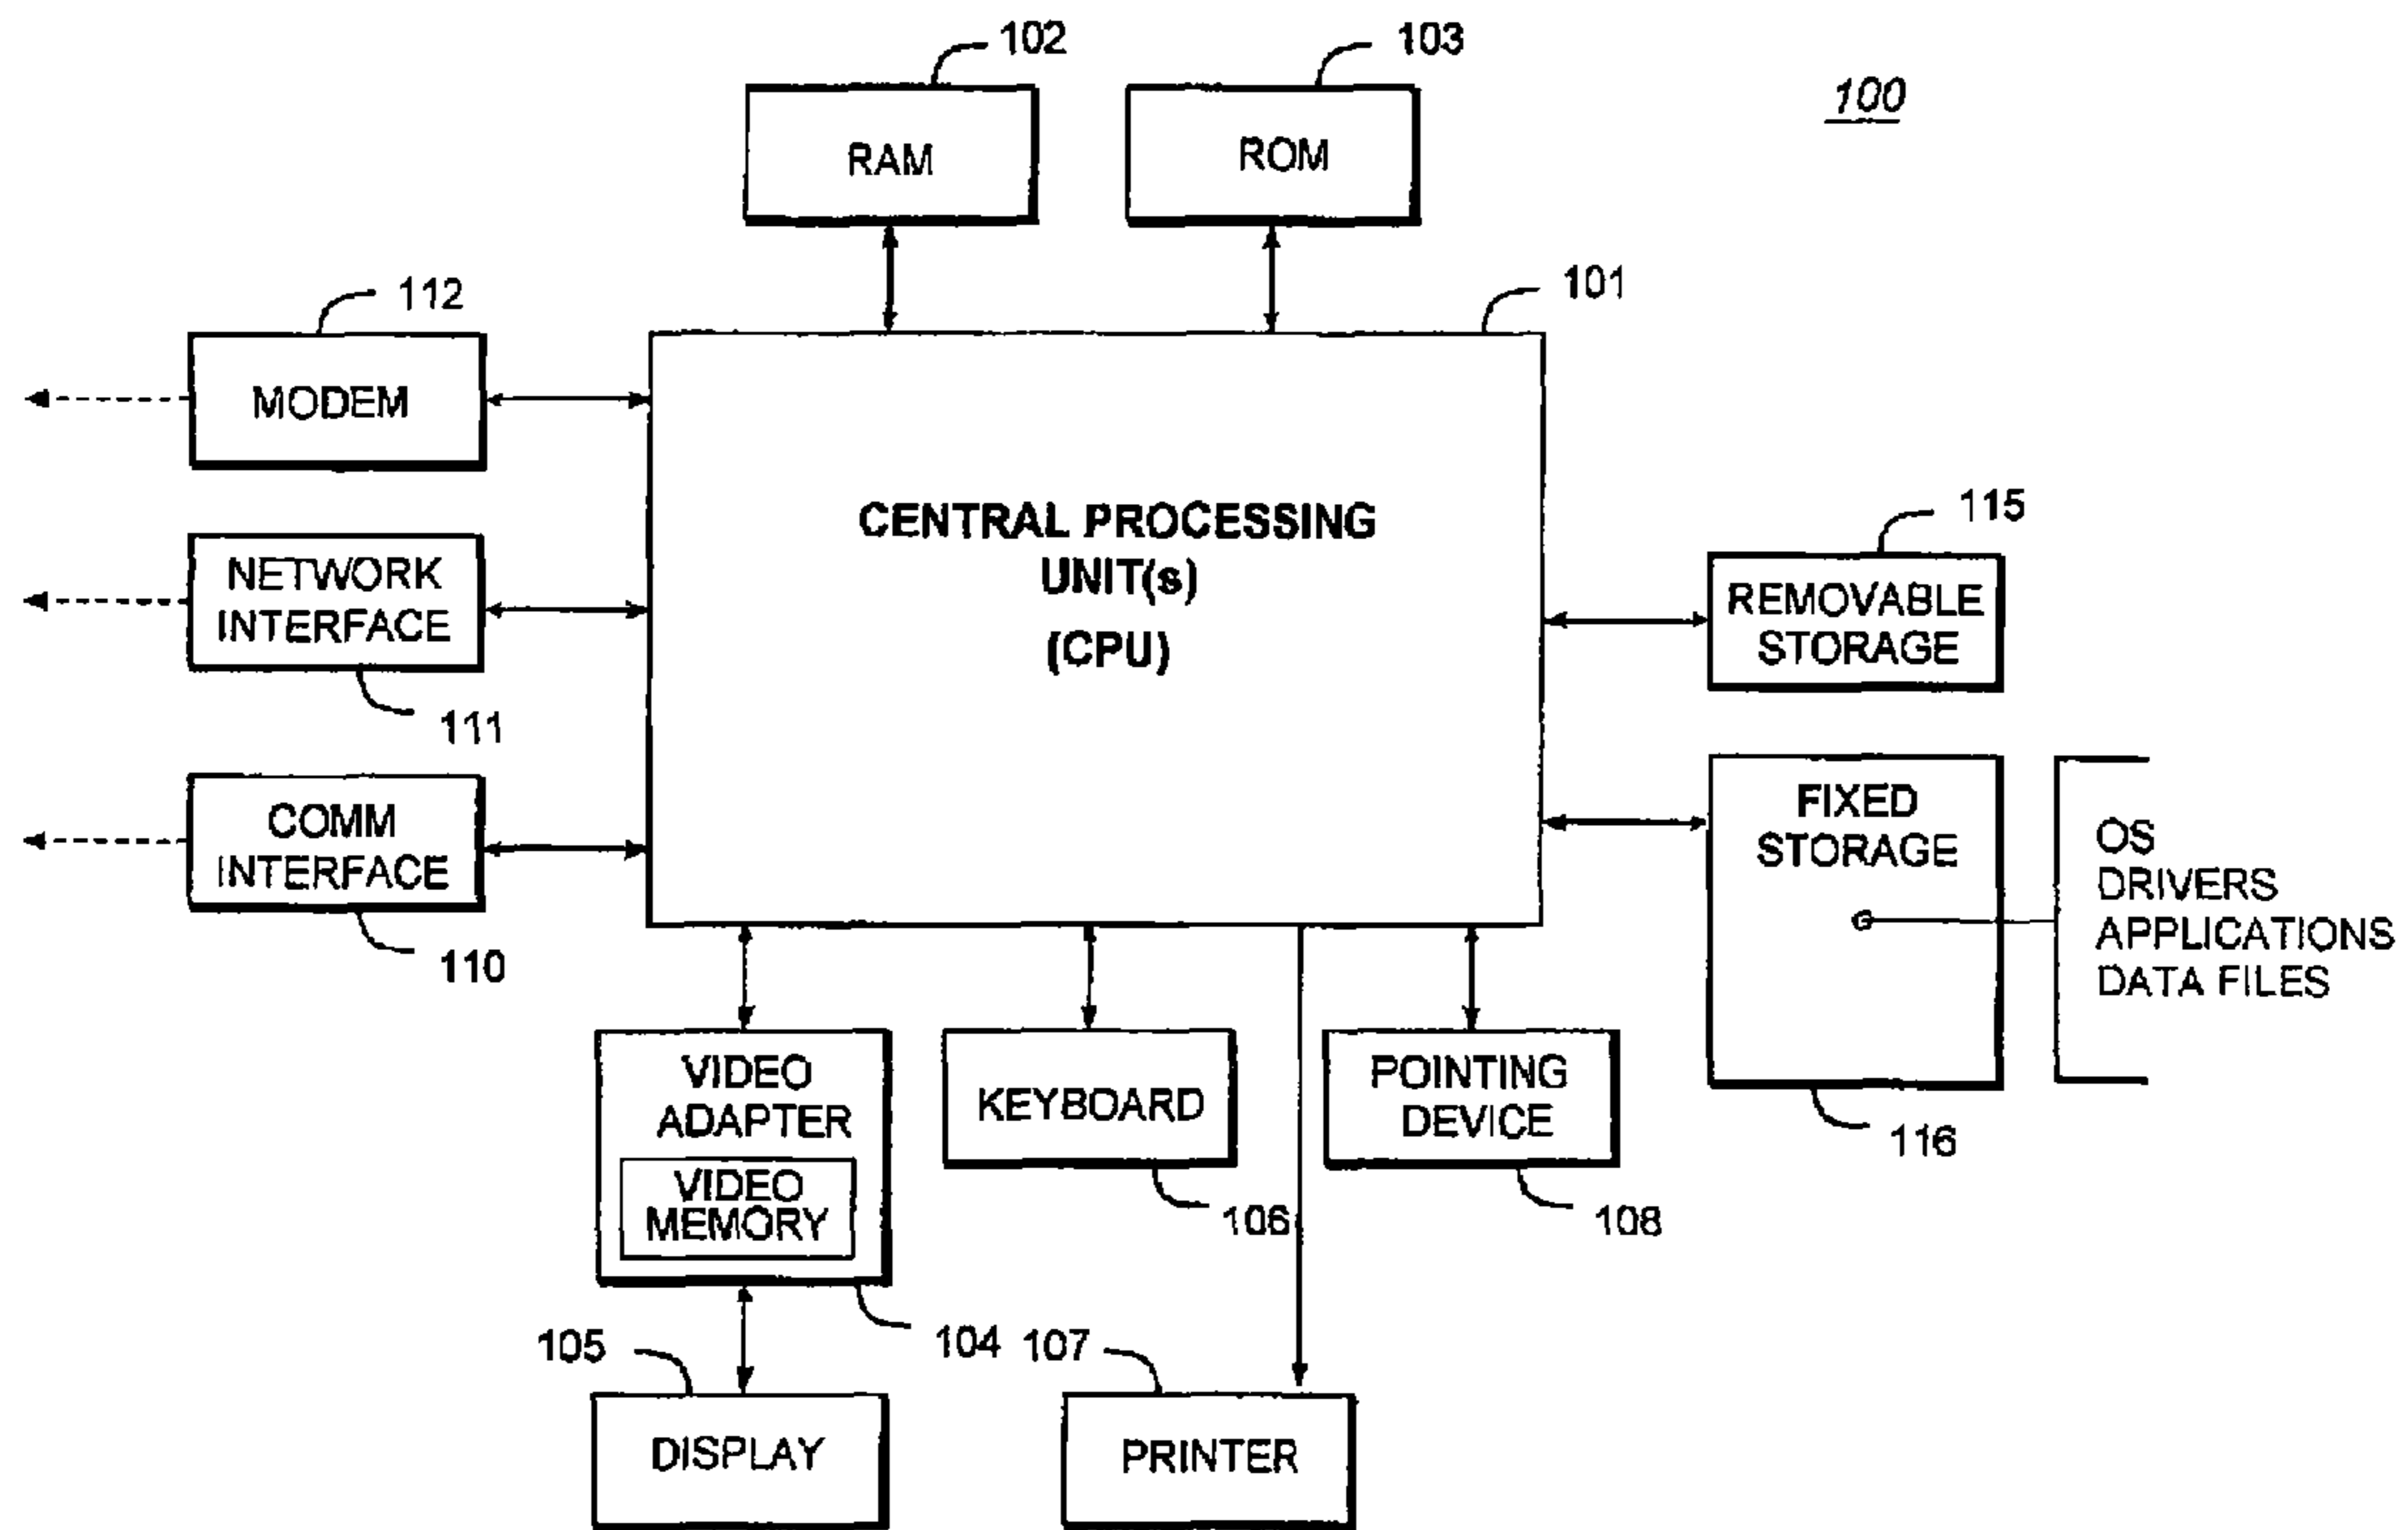 102
103
100
RAM
ROM
112
101
MODEM
CENTRAL PROCESSING
UNIT(s)
(CPU)
115
NETWORK
INTERFACE
REMOVABLE
STORAGE
111
COMM
INTERFACE
FIXED
STORAGE
OS
DRIVERS
APPLICATIONS
DATA FILES
110
VIDEO
ADAPTER
VIDEO
MEMORY
KEYBOARD
POINTING
DEVICE
116
106
108
104
105
107
DISPLAY
PRINTER